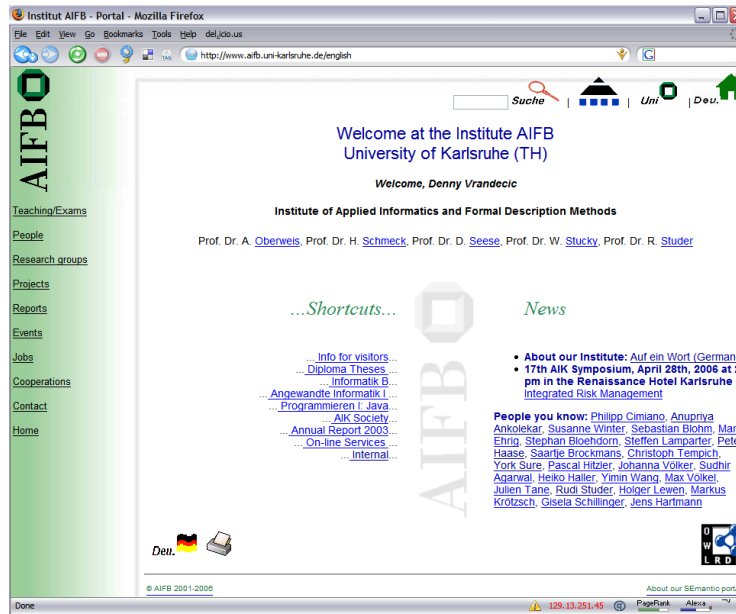 Institut AIFB - Portal - Mozilla Firefox
File Edit View Go Bookmarks Tools Help del.icio.us
TAG http://www.aifb.uni-karlsruhe.de/english G
AIFB
Suche | | Uni | Deu.
Welcome at the Institute AIFB
University of Karlsruhe (TH)
Welcome, Denny Vrandecic
Institute of Applied Informatics and Formal Description Methods
Prof. Dr. A. Oberweis, Prof. Dr. H. Schmeck, Prof. Dr. D. Seese, Prof. Dr. W. Stucky, Prof. Dr. R. Studer
Teaching/Exams
People
Research groups
Projects
Reports
Events
Jobs
Cooperations
Contact
Home
...Shortcuts...
... Info for visitors...
... Diploma Theses ...
... Informatik B...
... Angewandte Informatik I ...
... Programmieren I: Java...
... AIK Society...
... Annual Report 2003...
... On-line Services ...
... Internal...
AIFB
News
• About our Institute: Auf ein Wort (German
• 17th AIK Symposium, April 28th, 2006 at
pm in the Renaissance Hotel Karlsruhe
Integrated Risk Management
People you know: Philipp Cimiano, Anupriya
Ankolekar, Susanne Winter, Sebastian Blohm, Mar
Ehrig, Stephan Bloehdorn, Steffen Lamparter, Pete
Haase, Saartje Brockmans, Christoph Tempich,
York Sure, Pascal Hitzler, Johanna Völker, Sudhir
Agarwal, Heiko Haller, Yimin Wang, Max Völkel,
Julien Tane, Rudi Studer, Holger Lewen, Markus
Krötzsch, Gisela Schillinger, Jens Hartmann
Deu.
O W L R D
© AIFB 2001-2006
About our SEmantic port
Done 129.13.251.45 PageRank Alexa